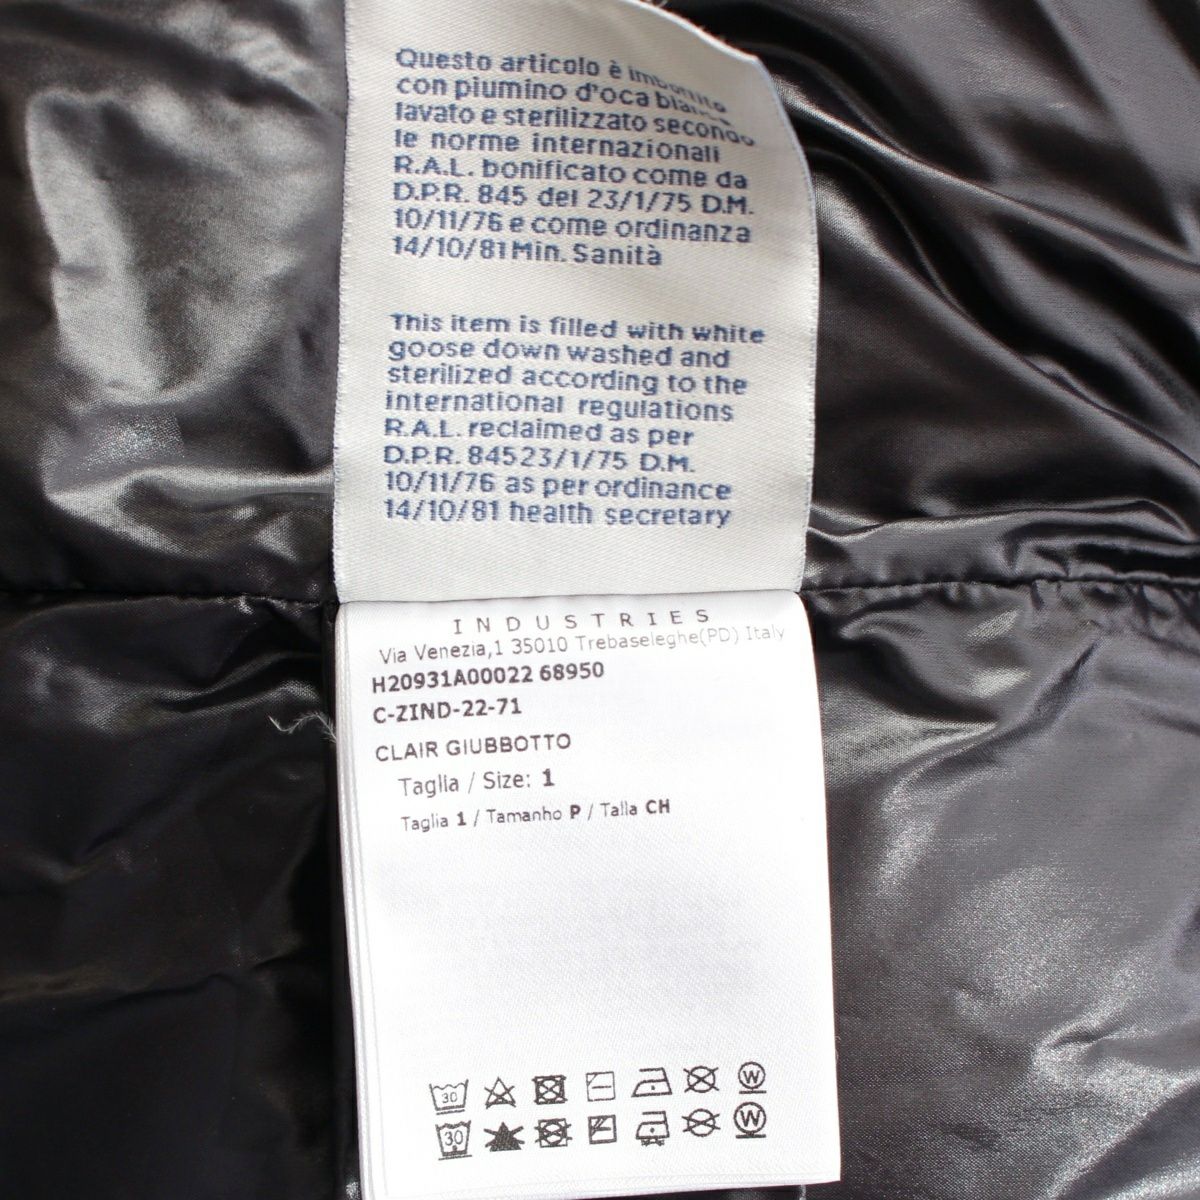 Questo articolo è imbottito
con piumino d'oca bianco
lavato e sterilizzato secondo
le norme internazionali
R.A.L. bonificato come da
D.P.R. 845 del 23/1/75 D.M.
10/11/76 e come ordinanza
14/10/81 Min. Sanità
This item is filled with white
goose down washed and
sterilized according to the
international regulations
R.A.L. reclaimed as per
D.P.R. 84523/1/75 D.M.
10/11/76 as per ordinance
14/10/81 health secretary
INDUSTRIES
Via Venezia,1 35010 Trebaseleghe(PD) Italy
H20931A00022 68950
C-ZIND-22-71
CLAIR GIUBBOTTO
Taglia / Size: 1
Taglia 1 / Tamanho P / Talla CH
30 W
30 W